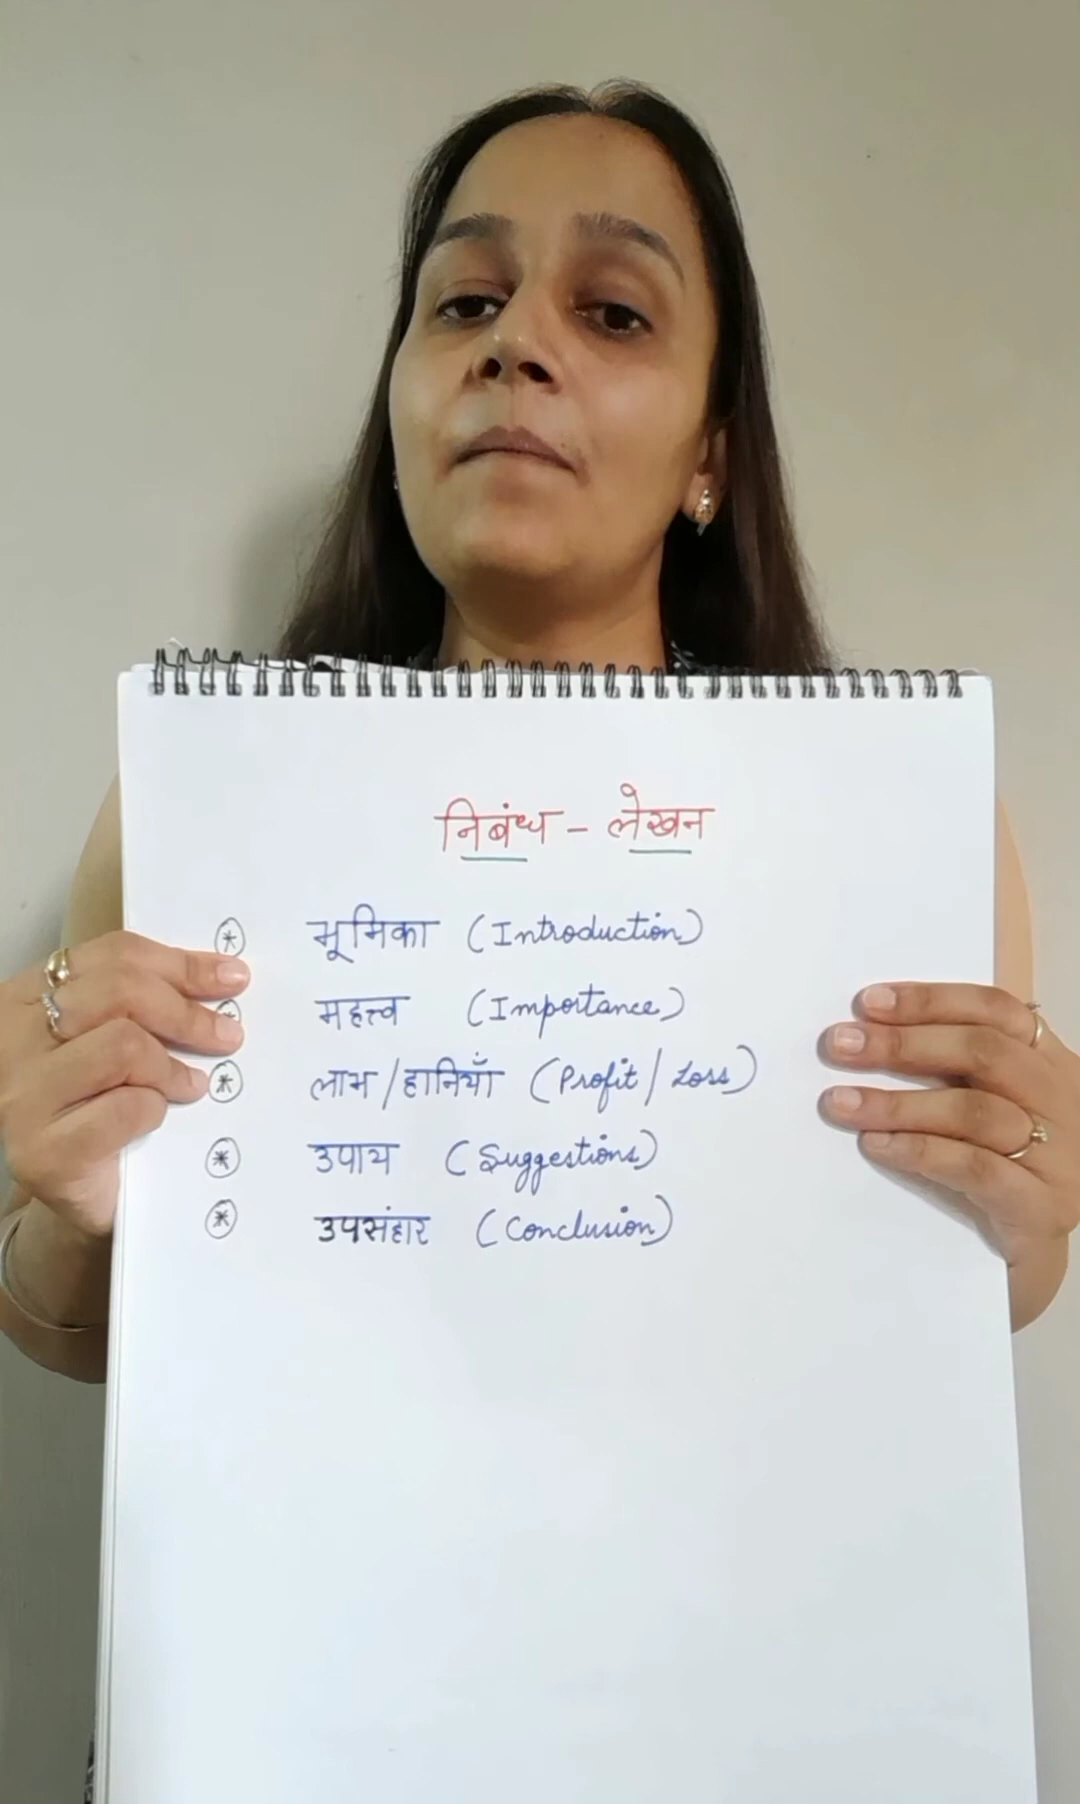 निबंध - लेखन
भूमिका (Introduction)
महत्त्व (Importance)
लाभ/हानियाँ (Profit/Loss)
उपाय (Suggestions)
उपसंहार (Conclusion)